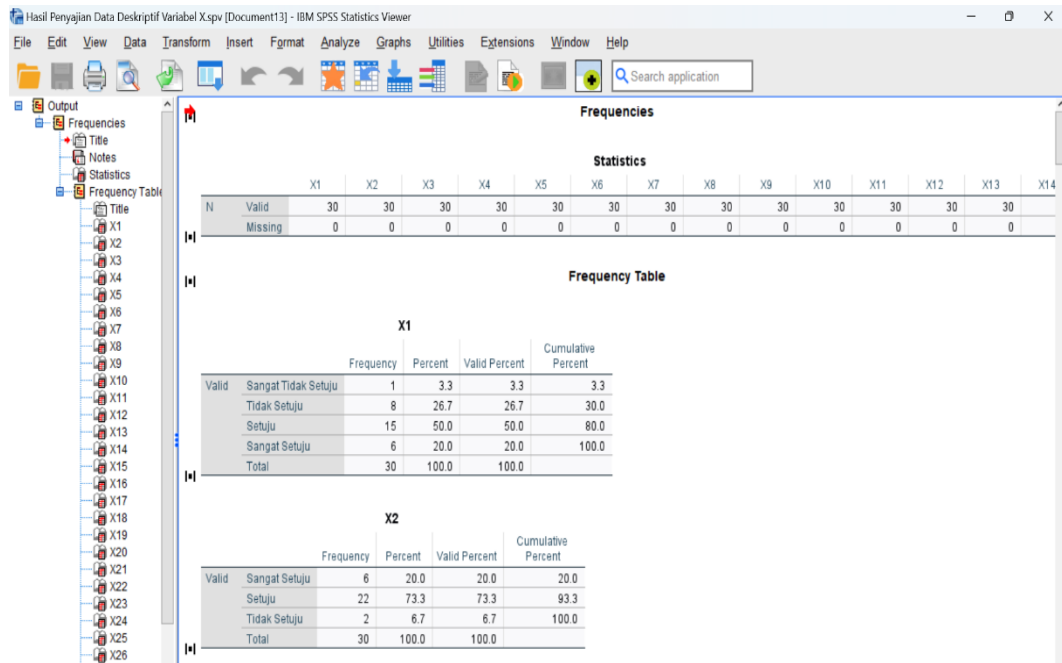 Hasil Penyajian Data Deskriptif Variabel X.spv [Document13] - IBM SPSS Statistics Viewer
File Edit View Data Transform Insert Format Analyze Graphs Utilities Extensions Window Help
Search application
Output
Frequencies
Title
Notes
Statistics
Frequency Table
Title
X1
X2
X3
X4
X5
X6
X7
X8
X9
X10
X11
X12
X13
X14
X15
X16
X17
X18
X19
X20
X21
X22
X23
X24
X25
X26
Frequencies
Statistics
X1 X2 X3 X4 X5 X6 X7 X8 X9 X10 X11 X12 X13 X14
N Valid 30 30 30 30 30 30 30 30 30 30 30 30 30
Missing 0 0 0 0 0 0 0 0 0 0 0 0 0
Frequency Table
X1
Frequency Percent Valid Percent Cumulative Percent
Valid Sangat Tidak Setuju 1 3.3 3.3 3.3
Tidak Setuju 8 26.7 26.7 30.0
Setuju 15 50.0 50.0 80.0
Sangat Setuju 6 20.0 20.0 100.0
Total 30 100.0 100.0
X2
Frequency Percent Valid Percent Cumulative Percent
Valid Sangat Setuju 6 20.0 20.0 20.0
Setuju 22 73.3 73.3 93.3
Tidak Setuju 2 6.7 6.7 100.0
Total 30 100.0 100.0